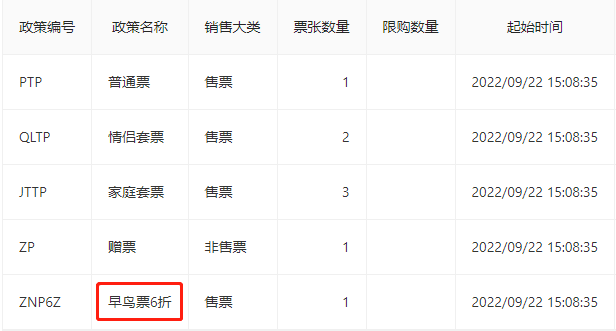 政策编号 政策名称 销售大类 票张数量 限购数量 起始时间
PTP 普通票 售票 1 2022/09/22 15:08:35
QLTP 情侣套票 售票 2 2022/09/22 15:08:35
JTTP 家庭套票 售票 3 2022/09/22 15:08:35
ZP 赠票 非售票 1 2022/09/22 15:08:35
ZNP6Z 早鸟票6折 售票 1 2022/09/22 15:08:35